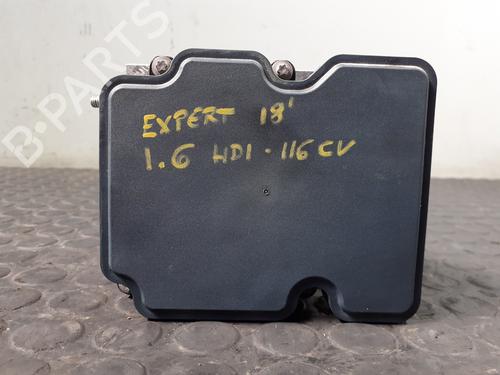 B-PARTS
EXPERT 18'
1.6 HDI · 116 CV